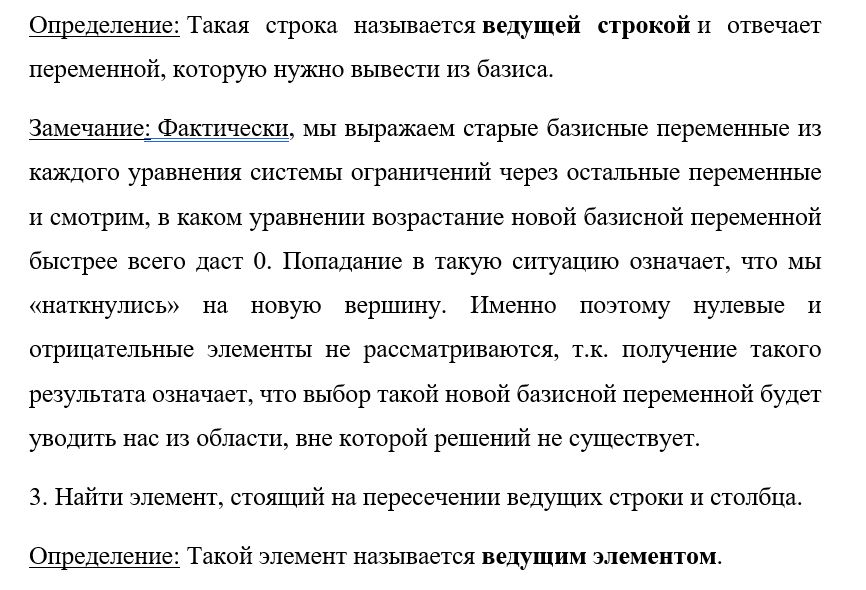 Определение: Такая строка называется ведущей строкой и отвечает
переменной, которую нужно вывести из базиса.
Замечание: Фактически, мы выражаем старые базисные переменные из
каждого уравнения системы ограничений через остальные переменные
и смотрим, в каком уравнении возрастание новой базисной переменной
быстрее всего даст 0. Попадание в такую ситуацию означает, что мы
«наткнулись» на новую вершину. Именно поэтому нулевые и
отрицательные элементы не рассматриваются, т.к. получение такого
результата означает, что выбор такой новой базисной переменной будет
уводить нас из области, вне которой решений не существует.
3. Найти элемент, стоящий на пересечении ведущих строки и столбца.
Определение: Такой элемент называется ведущим элементом.